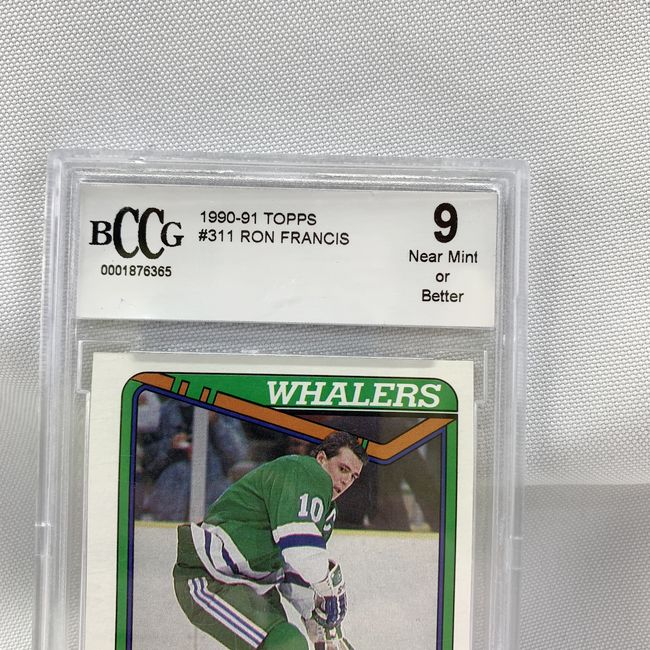 BCCG
0001876365
1990-91 TOPPS
#311 RON FRANCIS
9
Near Mint
or
Better
WHALERS
10